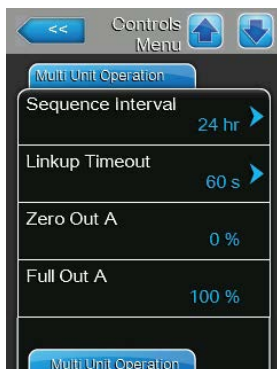 <<
Controls
Menu
Multi Unit Operation
Sequence Interval
24 hr
Linkup Timeout
60 s
Zero Out A
0 %
Full Out A
100 %
Multi Unit Operation